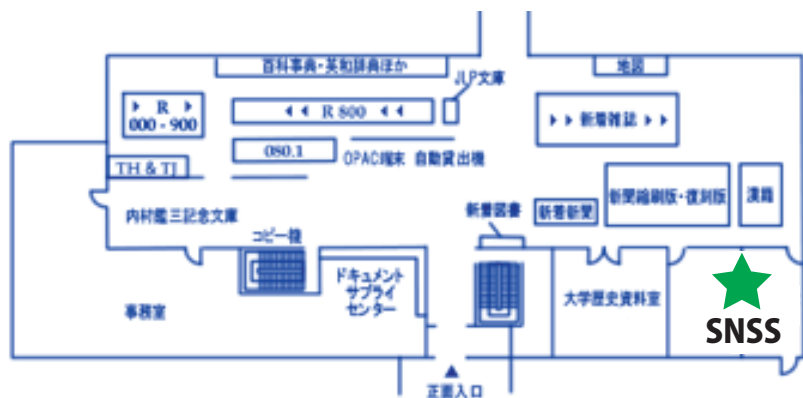 百科事典・英和辞典ほか
地図
JLP文庫
R
000 - 900
R 800
新着雑誌
080.1
OPAC端末 自動貸出機
TH & TJ
新聞縮刷版・復刻版
漢籍
内村鑑三記念文庫
新着図書
新着新聞
コピー機
ドキュメント
サプライ
センター
事務室
大学歴史資料室
SNSS
正面入口